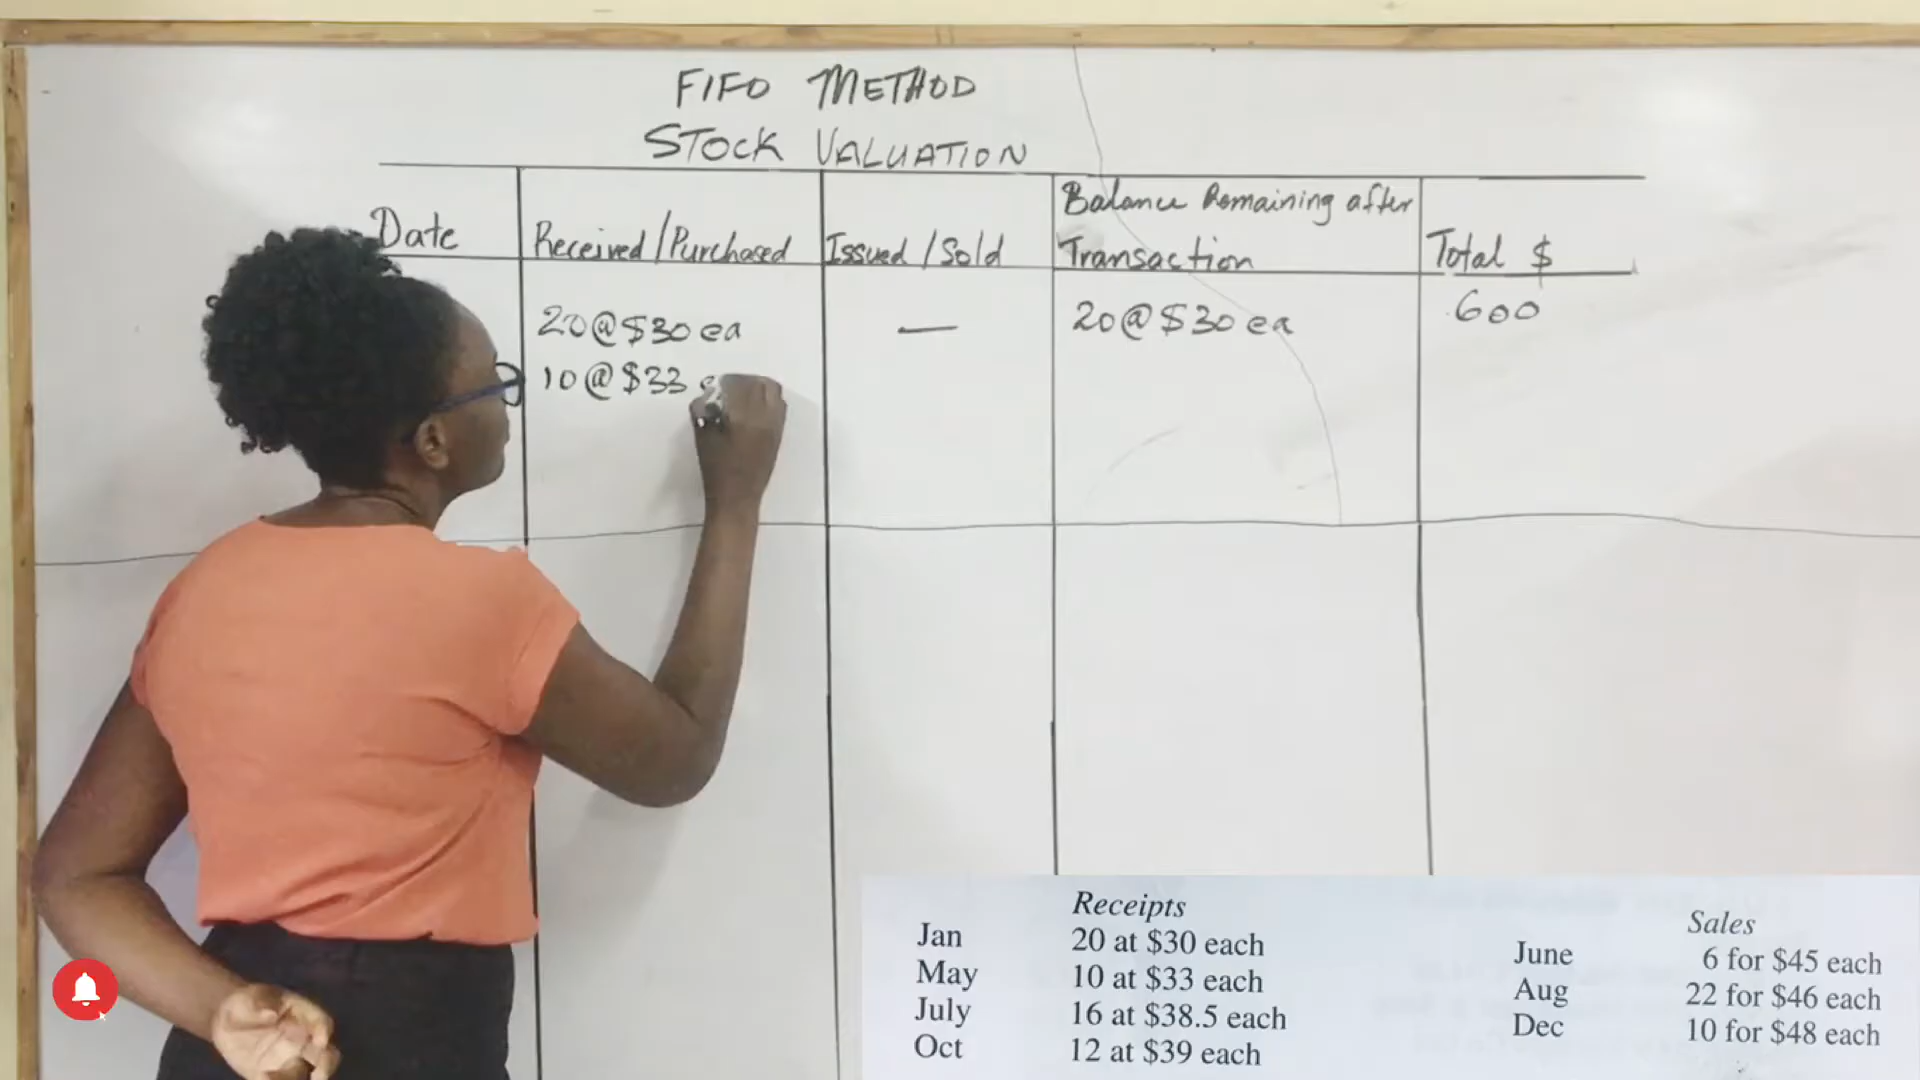 FIFO METHOD
STOCK VALUATION
Date
Received/Purchased
Issued/Sold
Balance Remaining after
Transaction
Total $
20@$30 ea
—
20@$30 ea
600
10@$33
Receipts
Jan 20 at $30 each
May 10 at $33 each
July 16 at $38.5 each
Oct 12 at $39 each
Sales
June 6 for $45 each
Aug 22 for $46 each
Dec 10 for $48 each